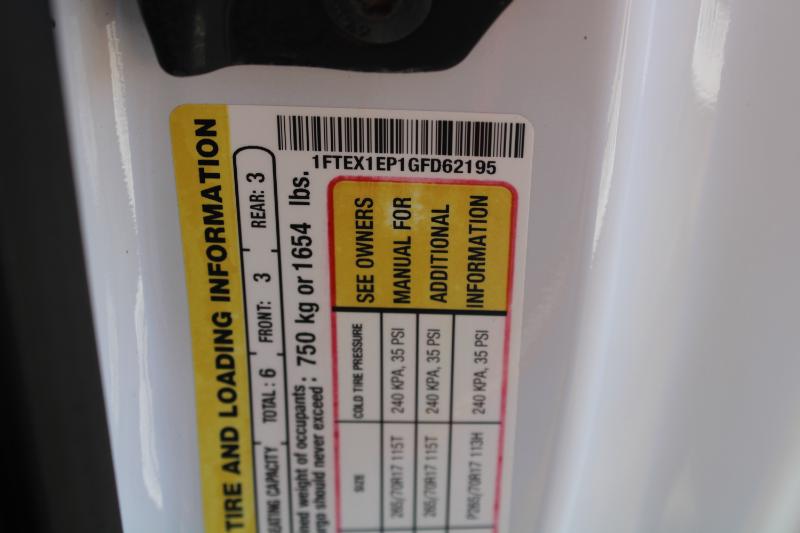 1FTEX1EP1GFD62195
TIRE AND LOADING INFORMATION
SEATING CAPACITY TOTAL : 6 FRONT: 3 REAR: 3
weight of occupants :
should never exceed : 750 kg or 1654 lbs.
SIZE COLD TIRE PRESSURE SEE OWNERS
265/70R17 115T 240 KPA, 35 PSI MANUAL FOR
265/70R17 115T 240 KPA, 35 PSI ADDITIONAL
P265/70R17 113H 240 KPA, 35 PSI INFORMATION